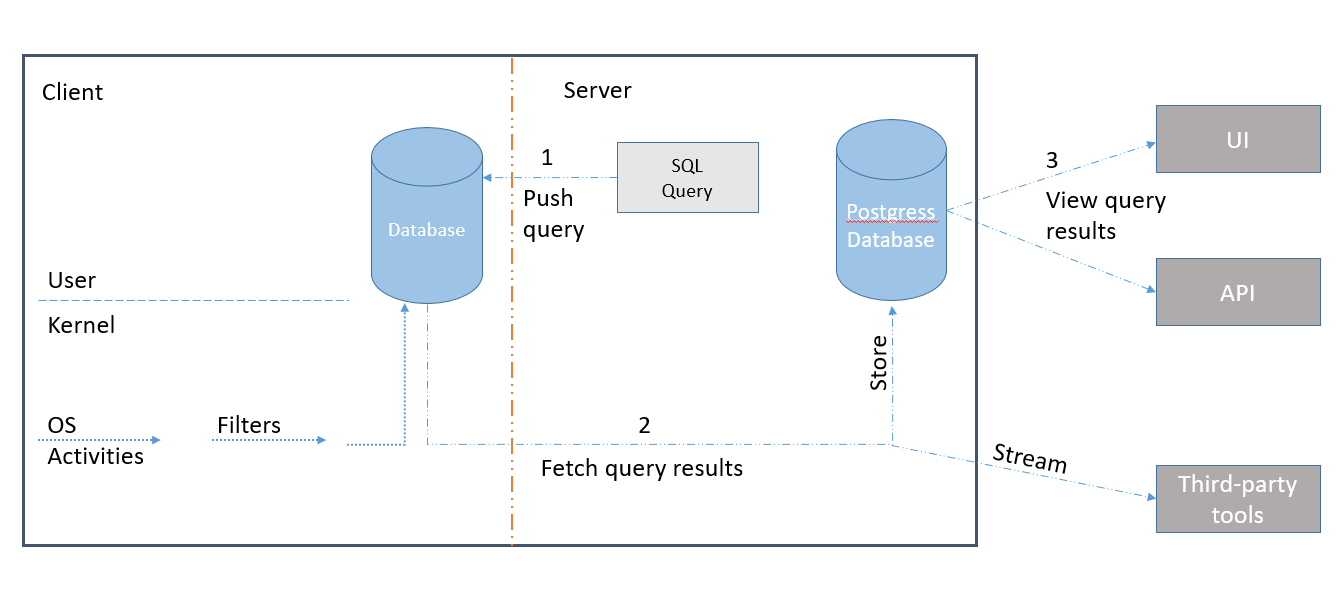 Client
Server
UI
1
SQL
Query
3
Push
query
View query
results
Database
Postgress
Database
User
API
Kernel
Store
OS
Activities
Filters
2
Fetch query results
Stream
Third-party
tools